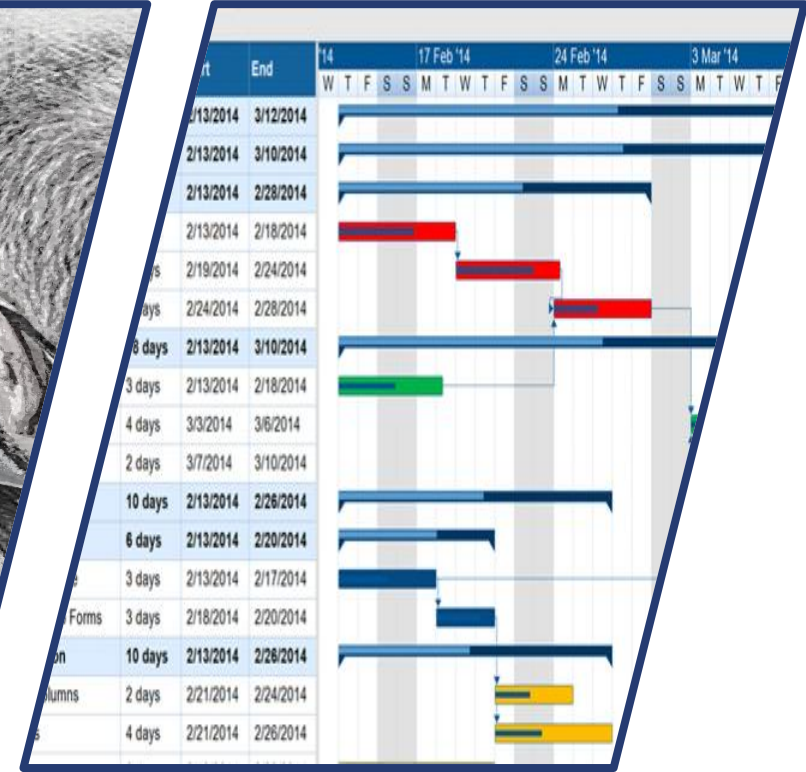 End '14 17 Feb '14 24 Feb '14 3 Mar '14
W T F S S M T W T F S S M T W T F S S M T W T F
2/13/2014 3/12/2014
2/13/2014 3/10/2014
2/13/2014 2/28/2014
2/13/2014 2/18/2014
2/19/2014 2/24/2014
2/24/2014 2/28/2014
8 days 2/13/2014 3/10/2014
3 days 2/13/2014 2/18/2014
4 days 3/3/2014 3/6/2014
2 days 3/7/2014 3/10/2014
10 days 2/13/2014 2/26/2014
6 days 2/13/2014 2/20/2014
3 days 2/13/2014 2/17/2014
Forms 3 days 2/18/2014 2/20/2014
10 days 2/13/2014 2/26/2014
2 days 2/21/2014 2/24/2014
4 days 2/21/2014 2/26/2014